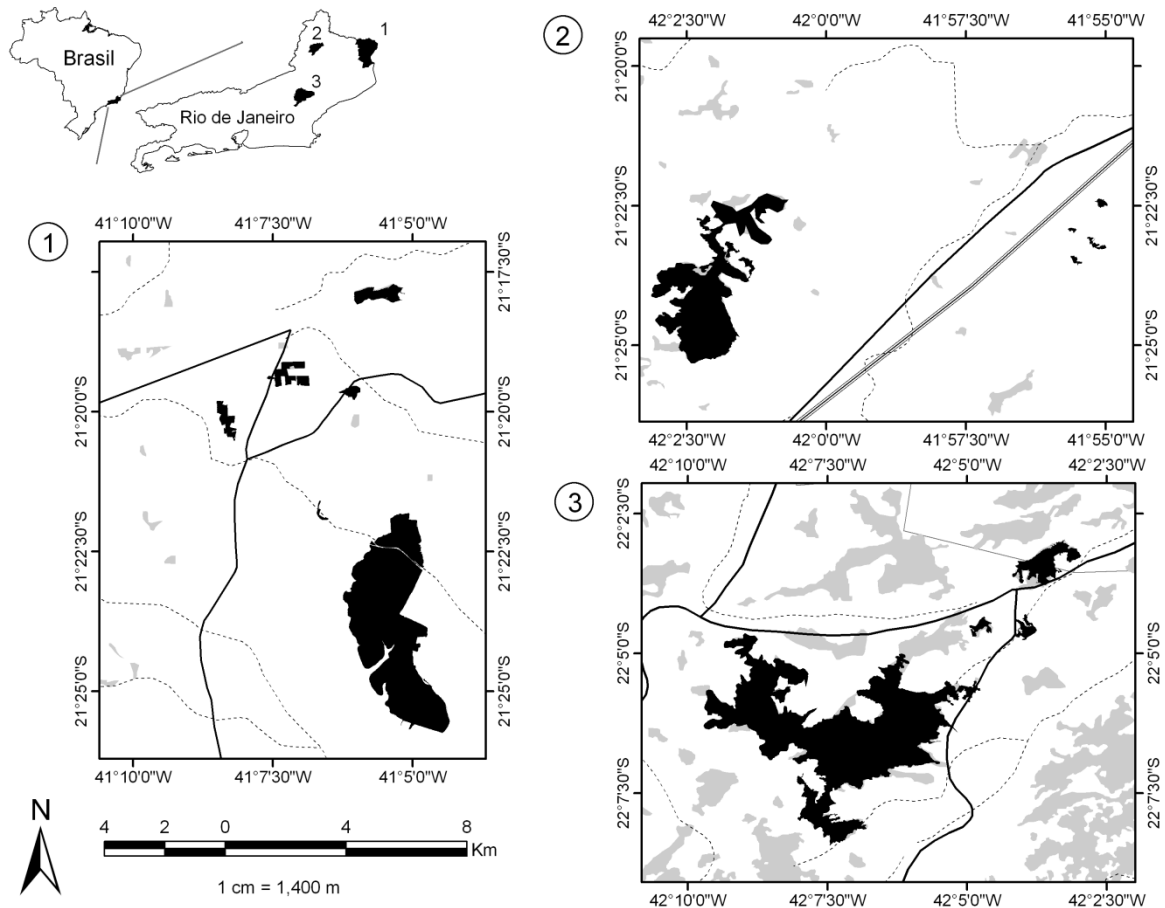 Brasil
Rio de Janeiro
1
2
3
1
41°10'0"W 41°7'30"W 41°5'0"W
21°17'30"S
21°20'0"S
21°20'0"S
21°22'30"S
21°22'30"S
21°25'0"S
21°25'0"S
41°10'0"W 41°7'30"W 41°5'0"W
N
4 2 0 4 8
Km
1 cm = 1,400 m
2
42°2'30"W 42°0'0"W 41°57'30"W 41°55'0"W
21°20'0"S
21°20'0"S
21°22'30"S
21°22'30"S
21°25'0"S
21°25'0"S
42°2'30"W 42°0'0"W 41°57'30"W 41°55'0"W
3
42°10'0"W 42°7'30"W 42°5'0"W 42°2'30"W
22°2'30"S
22°2'30"S
22°5'0"S
22°5'0"S
22°7'30"S
22°7'30"S
42°10'0"W 42°7'30"W 42°5'0"W 42°2'30"W